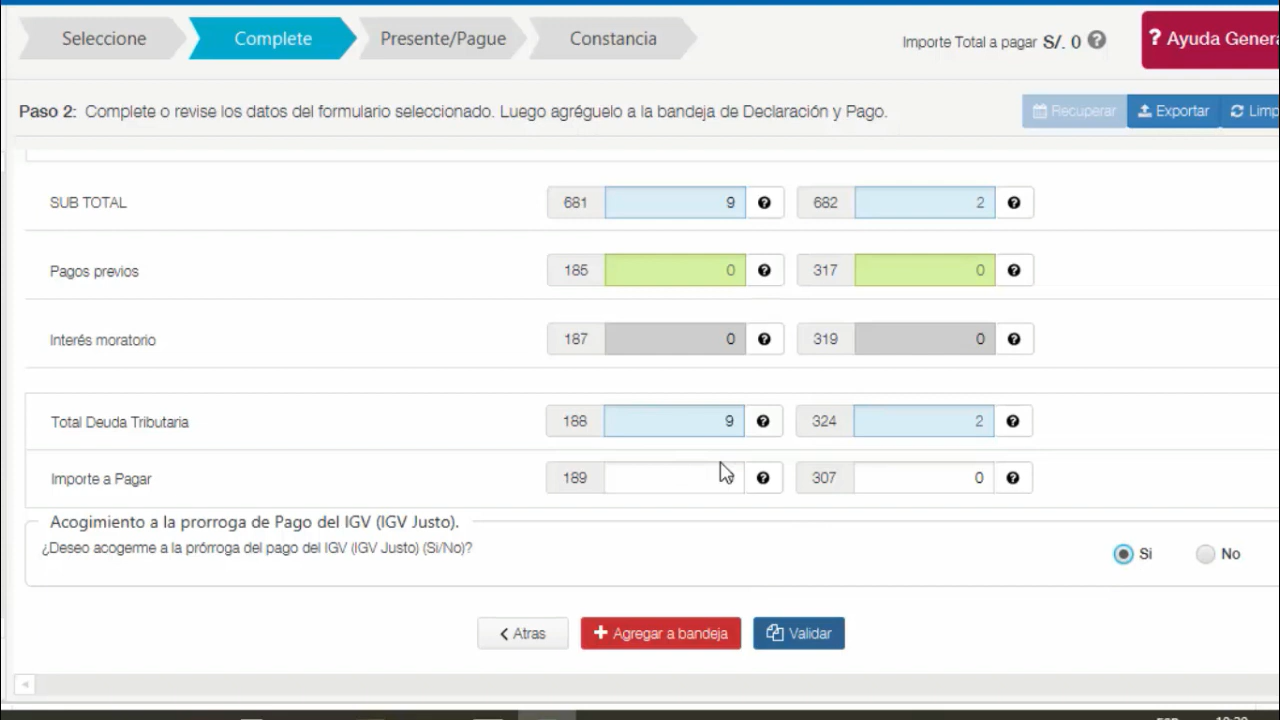 Seleccione Complete Presente/Pague Constancia Importe Total a pagar S/. 0 ? Ayuda Genera
Paso 2: Complete o revise los datos del formulario seleccionado. Luego agréguelo a la bandeja de Declaración y Pago. Recuperar Exportar Limp
SUB TOTAL 681 9 682 2
Pagos previos 185 0 317 0
Interés moratorio 187 0 319 0
Total Deuda Tributaria 188 9 324 2
Importe a Pagar 189 307 0
Acogimiento a la prorroga de Pago del IGV (IGV Justo).
¿Deseo acogerme a la prórroga del pago del IGV (IGV Justo) (Si/No)? Si No
Atras Agregar a bandeja Validar